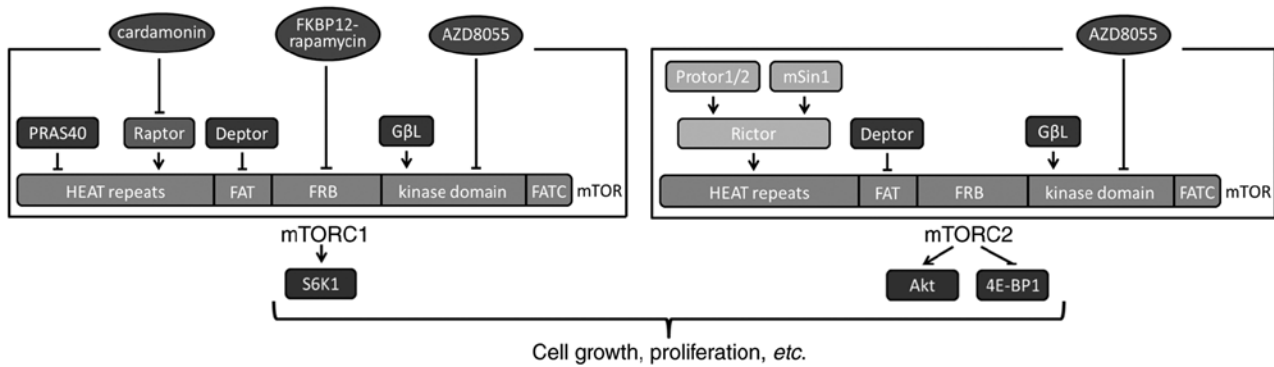 cardamonin
FKBP12-
rapamycin
AZD8055
PRAS40
Raptor
Deptor
GβL
HEAT repeats
FAT
FRB
kinase domain
FATC
mTOR
mTORC1
S6K1
AZD8055
Protor1/2
mSin1
Rictor
Deptor
GβL
HEAT repeats
FAT
FRB
kinase domain
FATC
mTOR
mTORC2
Akt
4E-BP1
Cell growth, proliferation, etc.